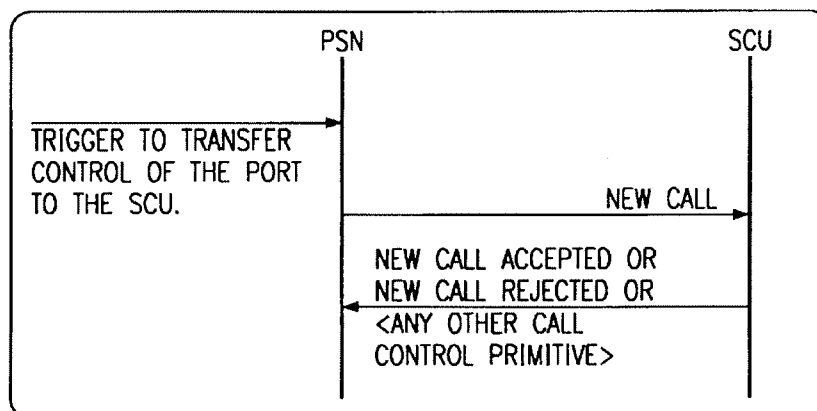 PSN
SCU
TRIGGER TO TRANSFER
CONTROL OF THE PORT
TO THE SCU.
NEW CALL
NEW CALL ACCEPTED OR
NEW CALL REJECTED OR
<ANY OTHER CALL
CONTROL PRIMITIVE>